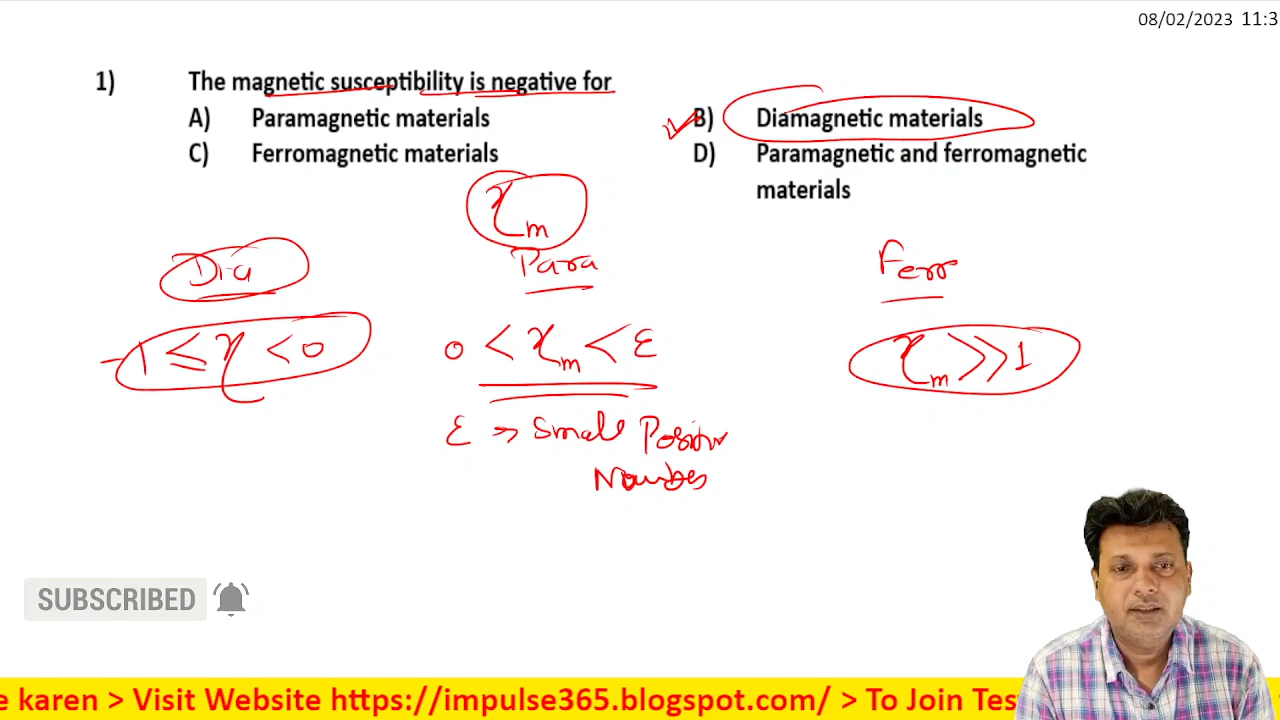 08/02/2023 11:3
1) The magnetic susceptibility is negative for
A) Paramagnetic materials B) Diamagnetic materials
C) Ferromagnetic materials D) Paramagnetic and ferromagnetic
materials
χm
Dia Para Ferr
-1 ≤ χ < 0 0 < χm < ε χm >> 1
ε → Small Positive
Number
SUBSCRIBED
e karen > Visit Website https://impulse365.blogspot.com/ > To Join Tes